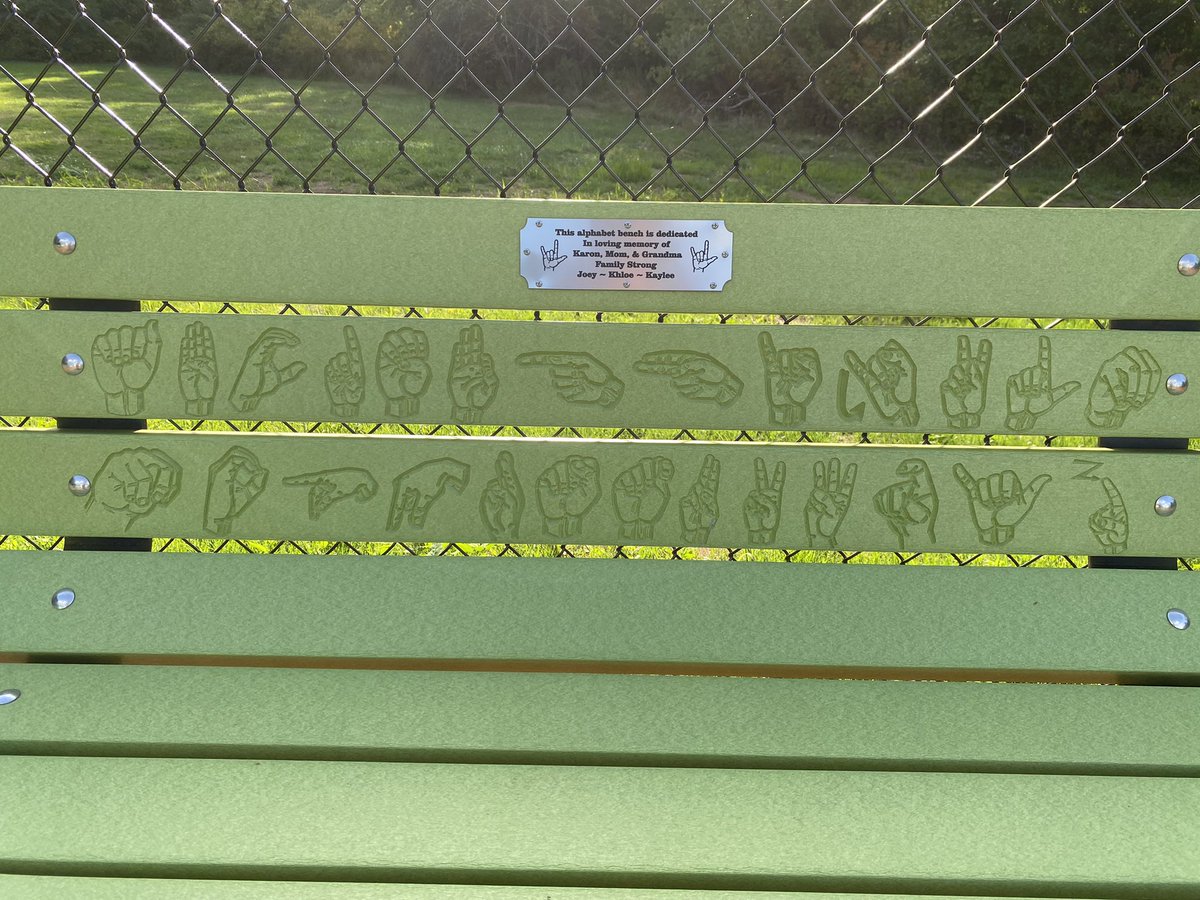 This alphabet bench is dedicated
In loving memory of
Karon, Mom, & Grandma
Family Strong
Joey ~ Khloe ~ Kaylee